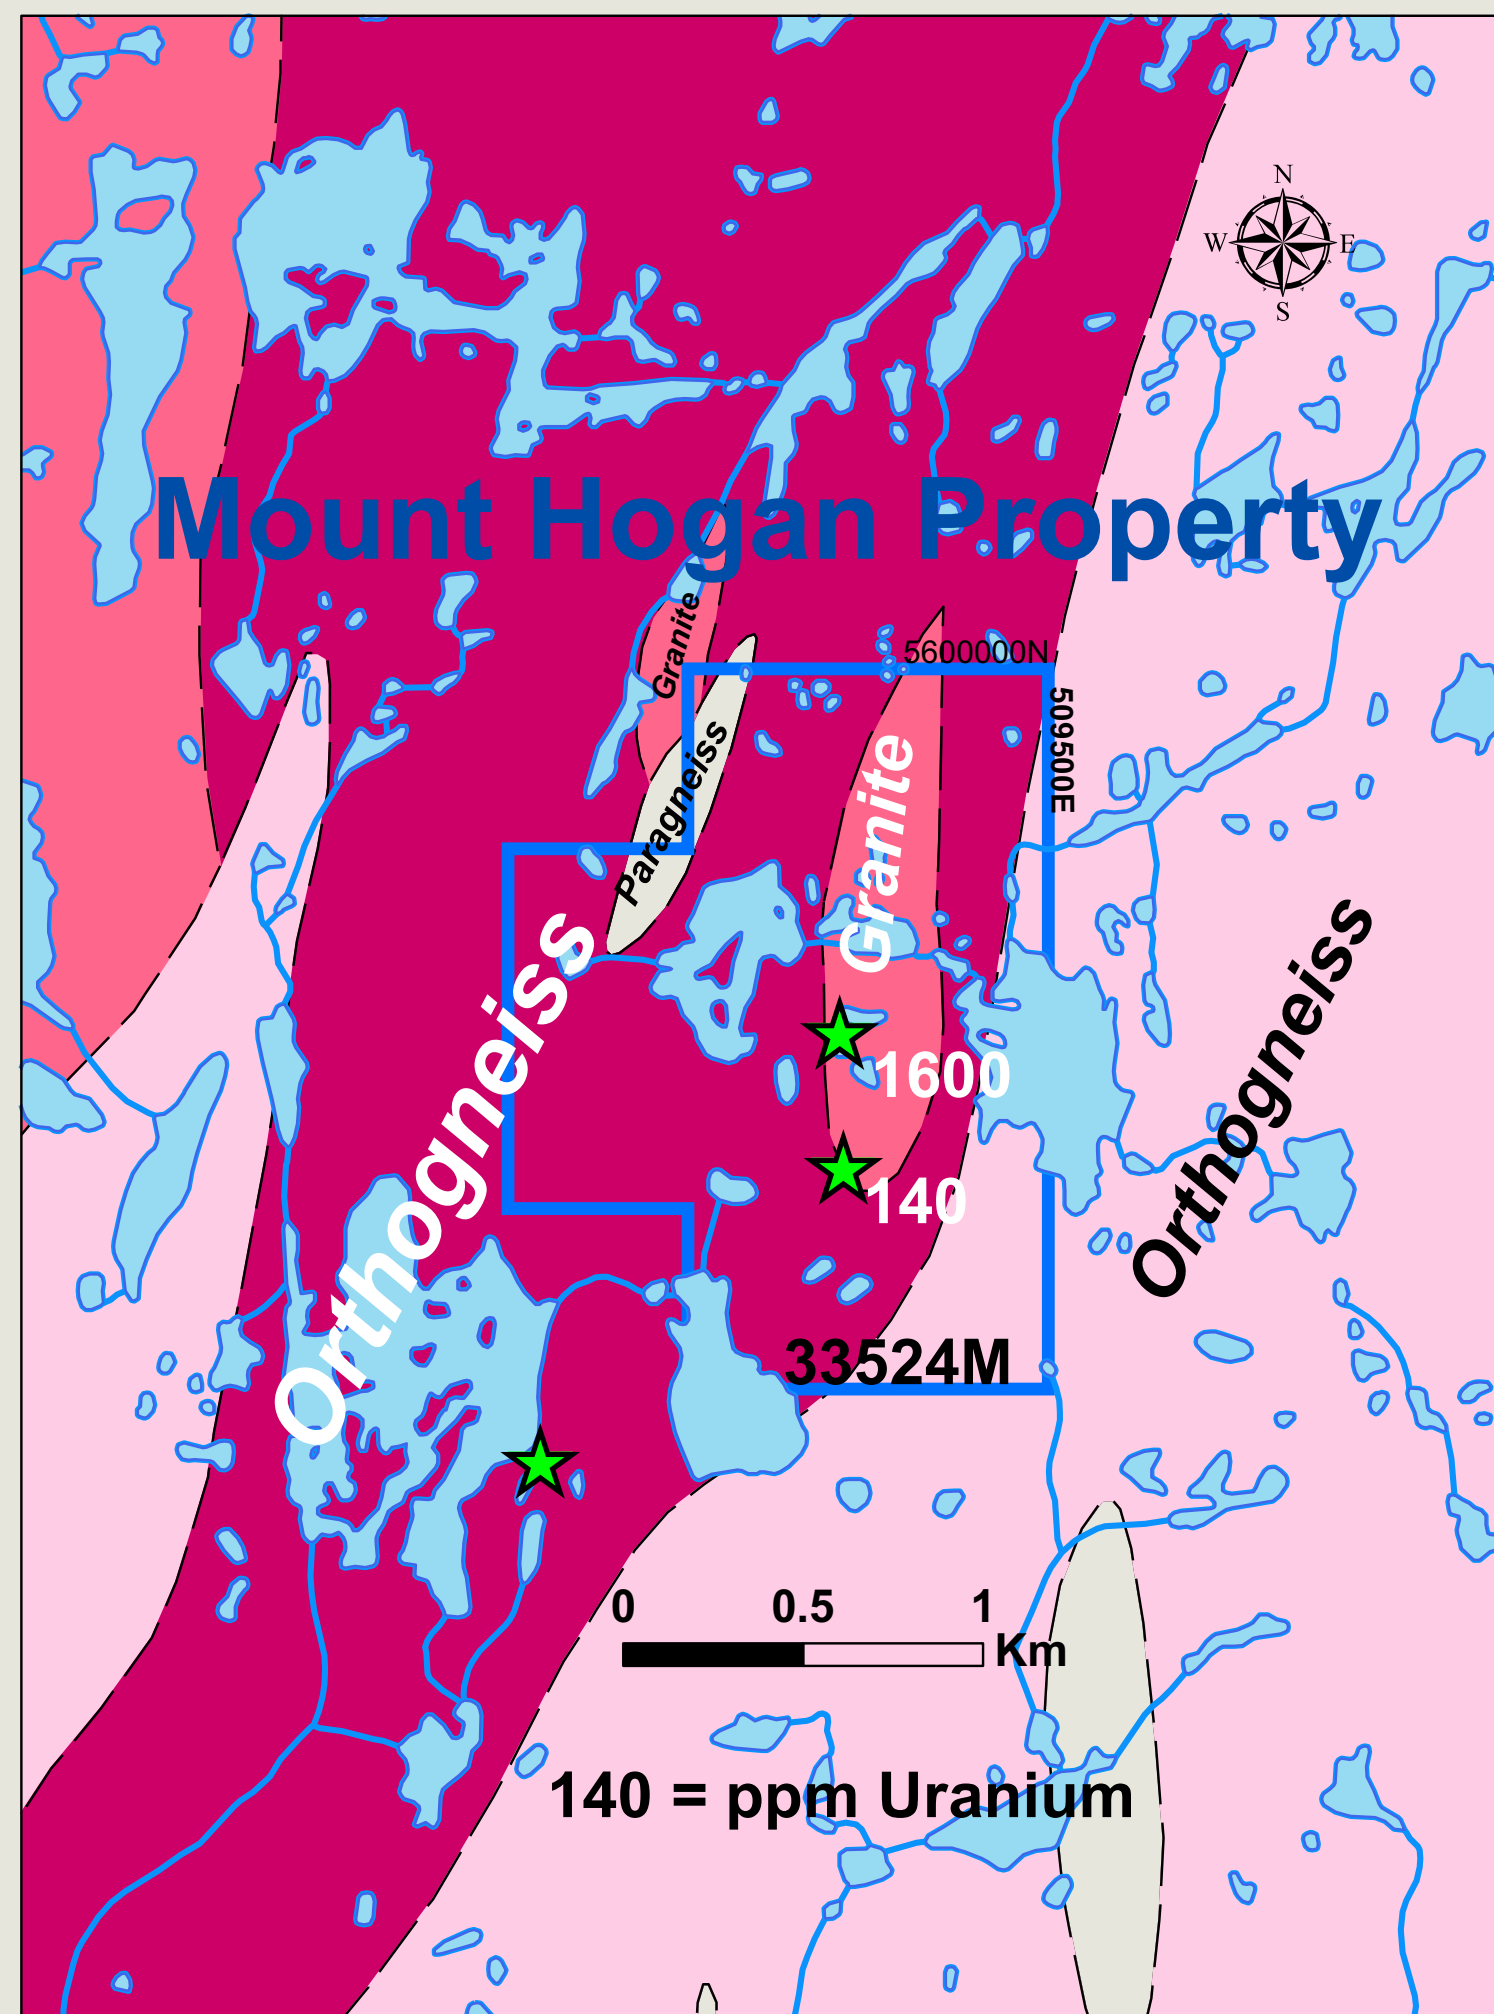 N
W E
S
Mount Hogan Property
Granite
5600000N
509500E
Paragneiss
Granite
Orthogneiss
Orthogneiss
1600
140
33524M
0 0.5 1
Km
140 = ppm Uranium